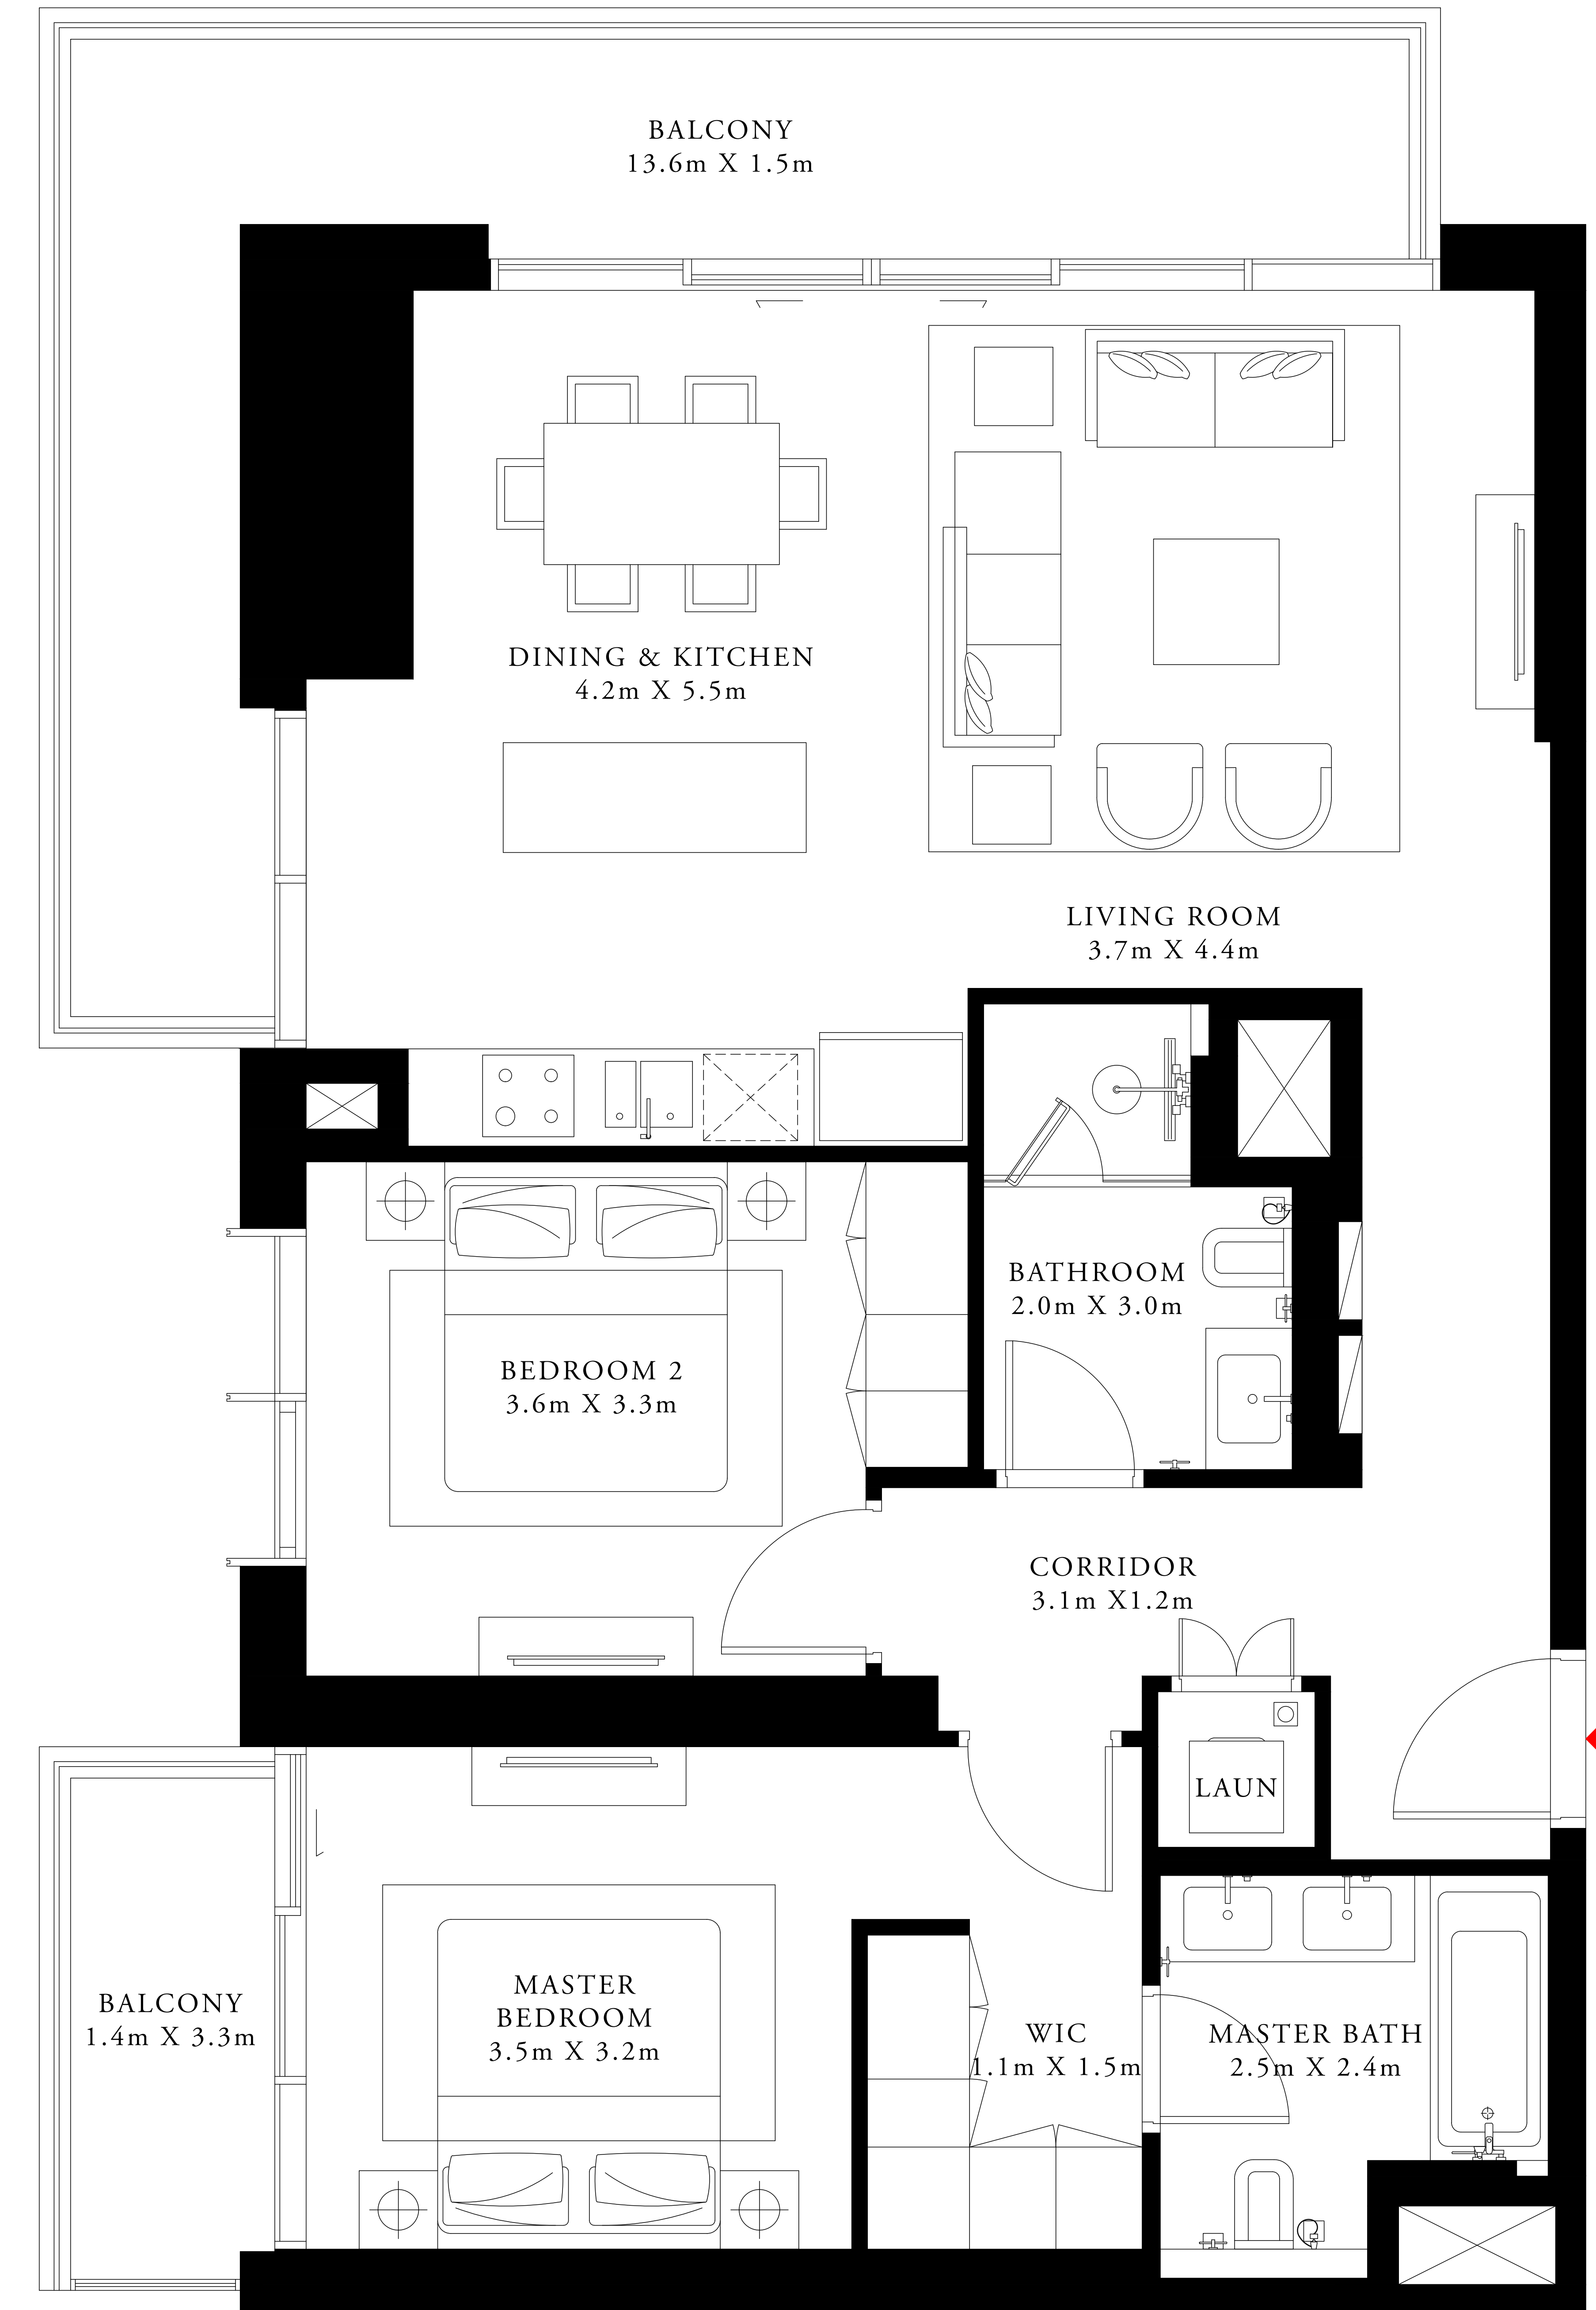 BALCONY
13.6m X 1.5m
DINING & KITCHEN
4.2m X 5.5m
LIVING ROOM
3.7m X 4.4m
BATHROOM
2.0m X 3.0m
BEDROOM 2
3.6m X 3.3m
CORRIDOR
3.1m X1.2m
LAUN
MASTER
BEDROOM
3.5m X 3.2m
BALCONY
1.4m X 3.3m
WIC
1.1m X 1.5m
MASTER BATH
2.5m X 2.4m